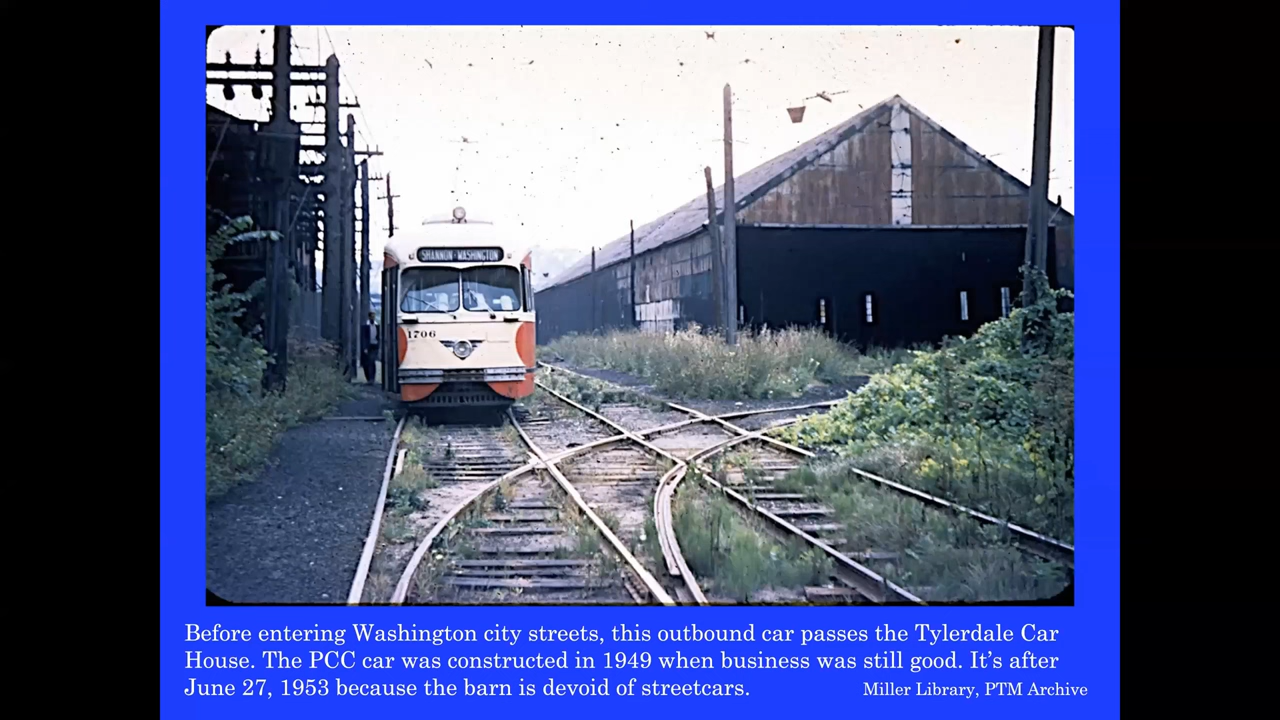 SHANNON-WASHINGTON
1706
Before entering Washington city streets, this outbound car passes the Tylerdale Car
House. The PCC car was constructed in 1949 when business was still good. It’s after
June 27, 1953 because the barn is devoid of streetcars.
Miller Library, PTM Archive